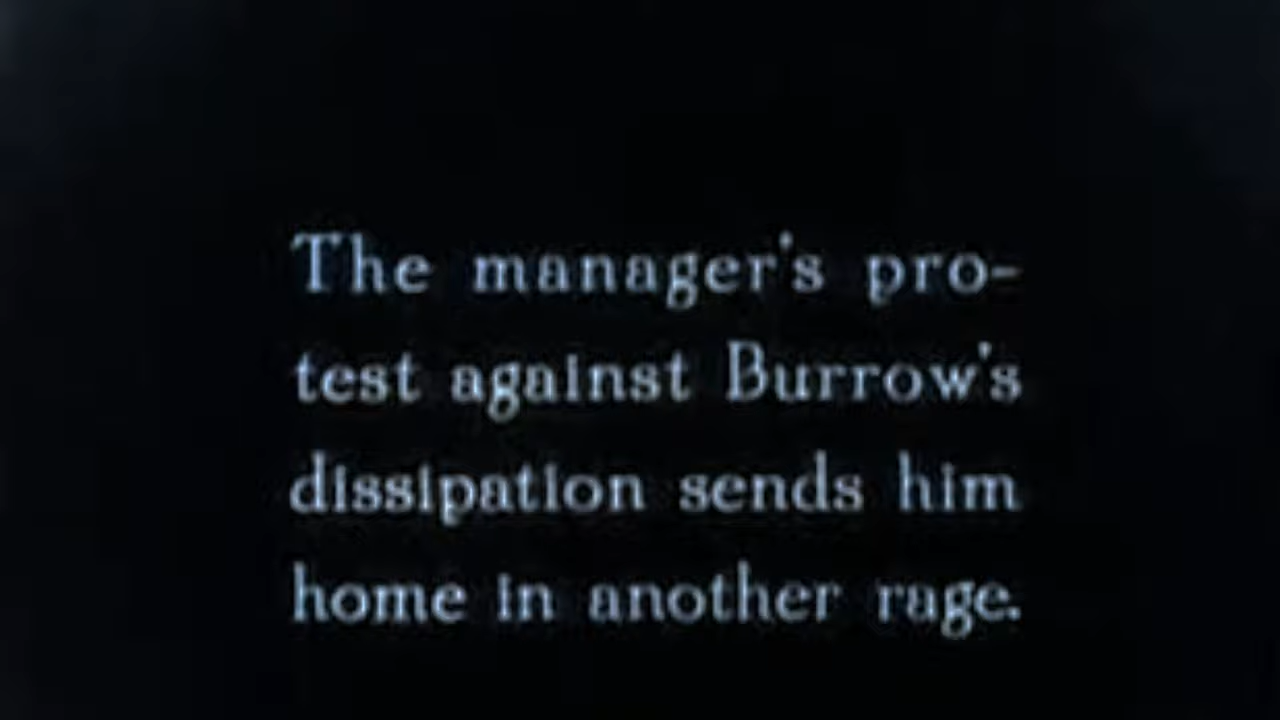 The manager's pro-
test against Burrow's
dissipation sends him
home in another rage.